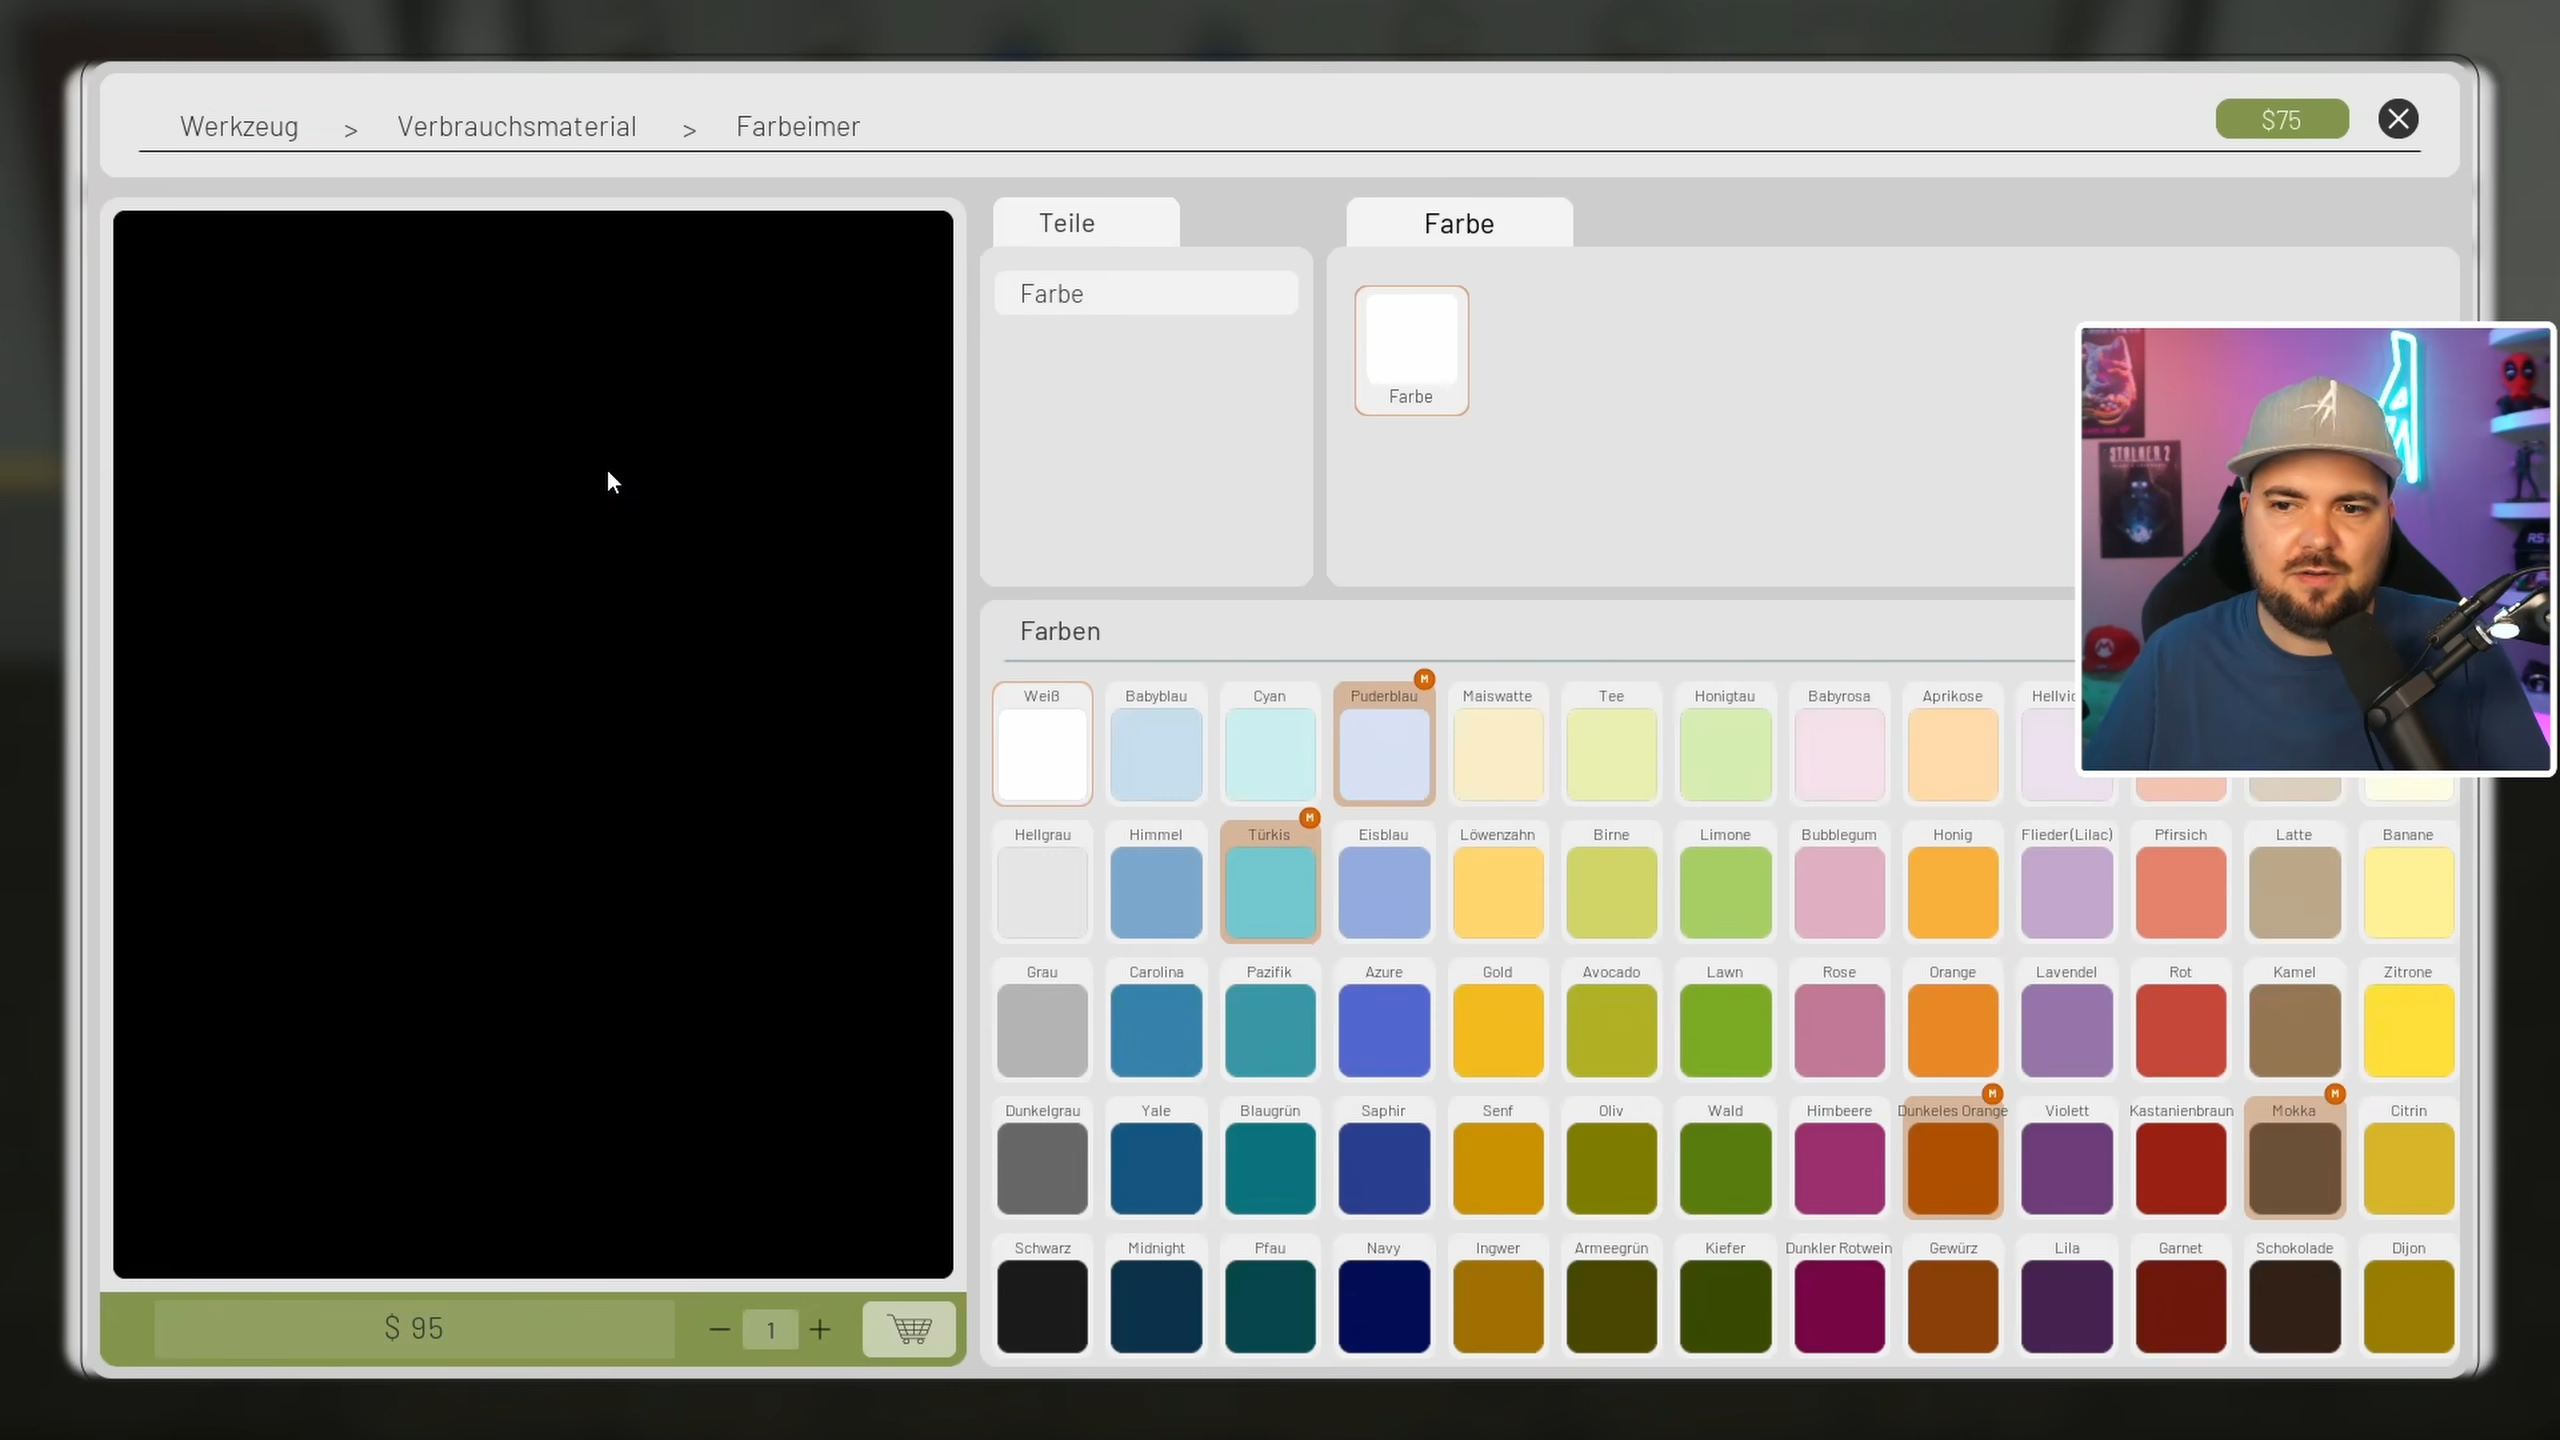 Werkzeug > Verbrauchsmaterial > Farbeimer
$75
Teile
Farbe
Farbe
Farbe
STALKER 2
Farben
Weiß Babyblau Cyan Puderblau M Maiswatte Tee Honigtau Babyrosa Aprikose
Hellgrau Himmel Türkis M Eisblau Löwenzahn Birne Limone Bubblegum Honig Flieder(Lilac) Pfirsich Latte Banane
Grau Carolina Pazifik Azure Gold Avocado Lawn Rose Orange Lavendel Rot Kamel Zitrone
Dunkelgrau Yale Blaugrün Saphir Senf Oliv Wald Himbeere Dunkeles Orange M Violett Kastanienbraun Mokka M Citrin
Schwarz Midnight Pfau Navy Ingwer Armeegrün Kiefer Dunkler Rotwein Gewürz Lila Garnet Schokolade Dijon
$ 95
− 1 +